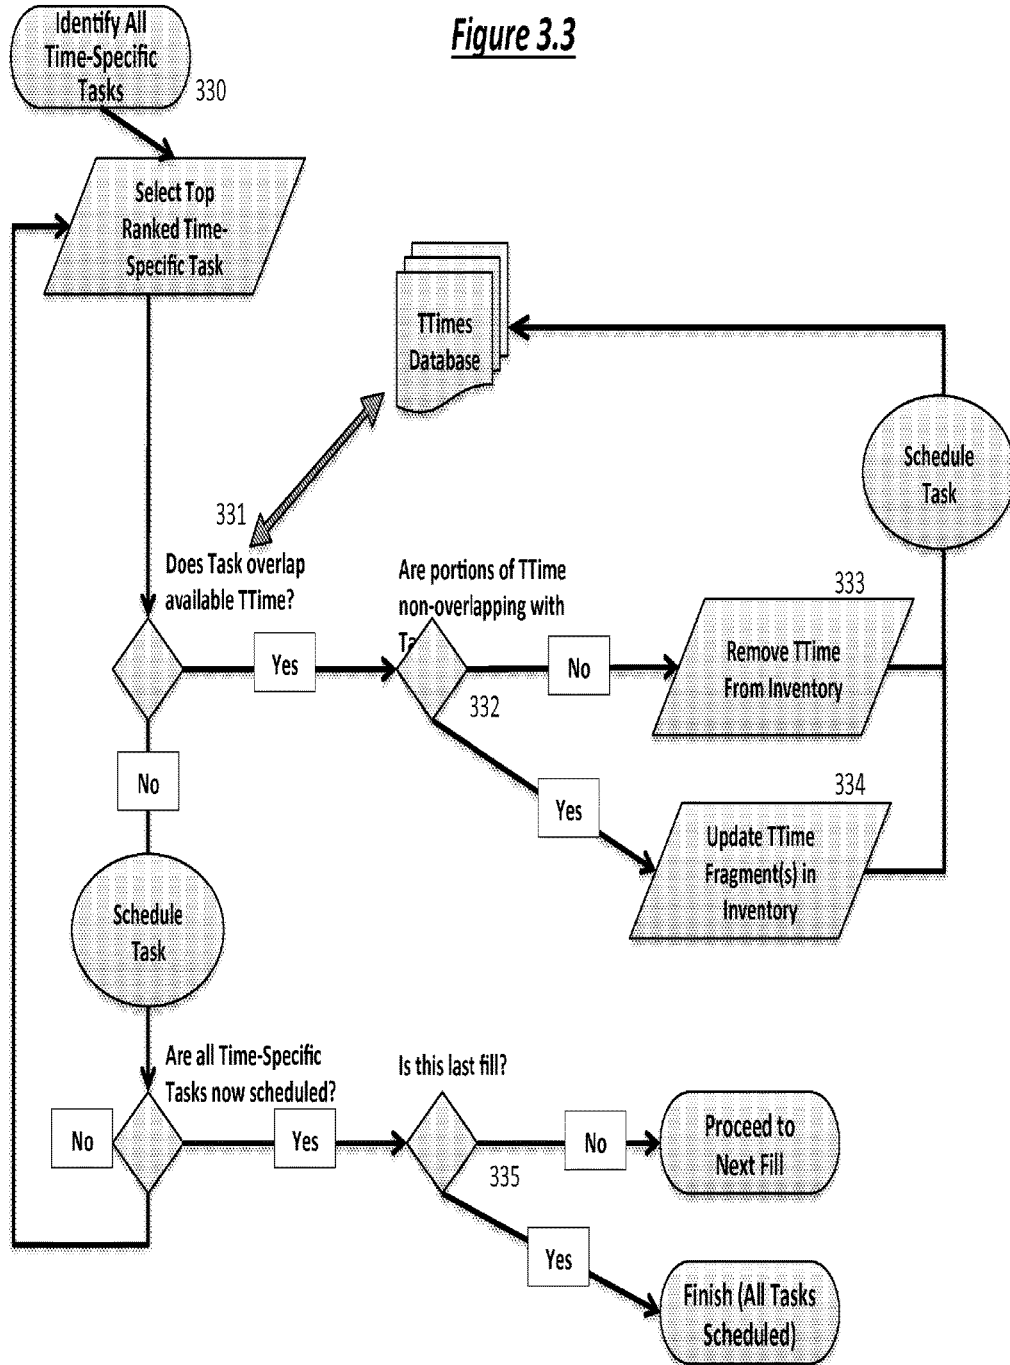 Figure 3.3
Identify All
Time-Specific
Tasks
330
Select Top
Ranked Time-
Specific Task
TTimes
Database
Schedule
Task
331
Does Task overlap
available TTime?
Are portions of TTime
non-overlapping with
Yes
No
332
333
Remove TTime
From Inventory
No
Yes
334
Update TTime
Fragment(s) in
Inventory
Schedule
Task
Are all Time-Specific
Tasks now scheduled?
Is this last fill?
No
Yes
No
335
Proceed to
Next Fill
Yes
Finish (All Tasks
Scheduled)